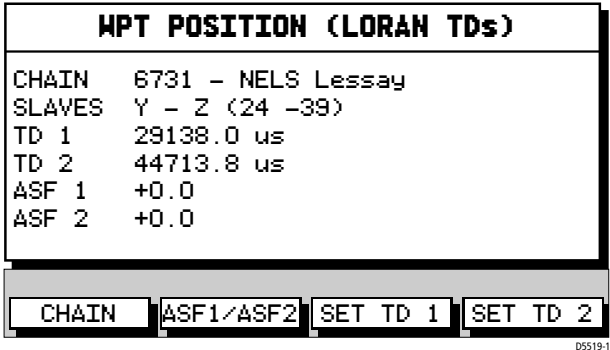 WPT POSITION (LORAN TDs)
CHAIN 6731 – NELS Lessay
SLAVES Y – Z (24 –39)
TD 1 29138.0 us
TD 2 44713.8 us
ASF 1 +0.0
ASF 2 +0.0
CHAIN ASF1/ASF2 SET TD 1 SET TD 2
D5519-1